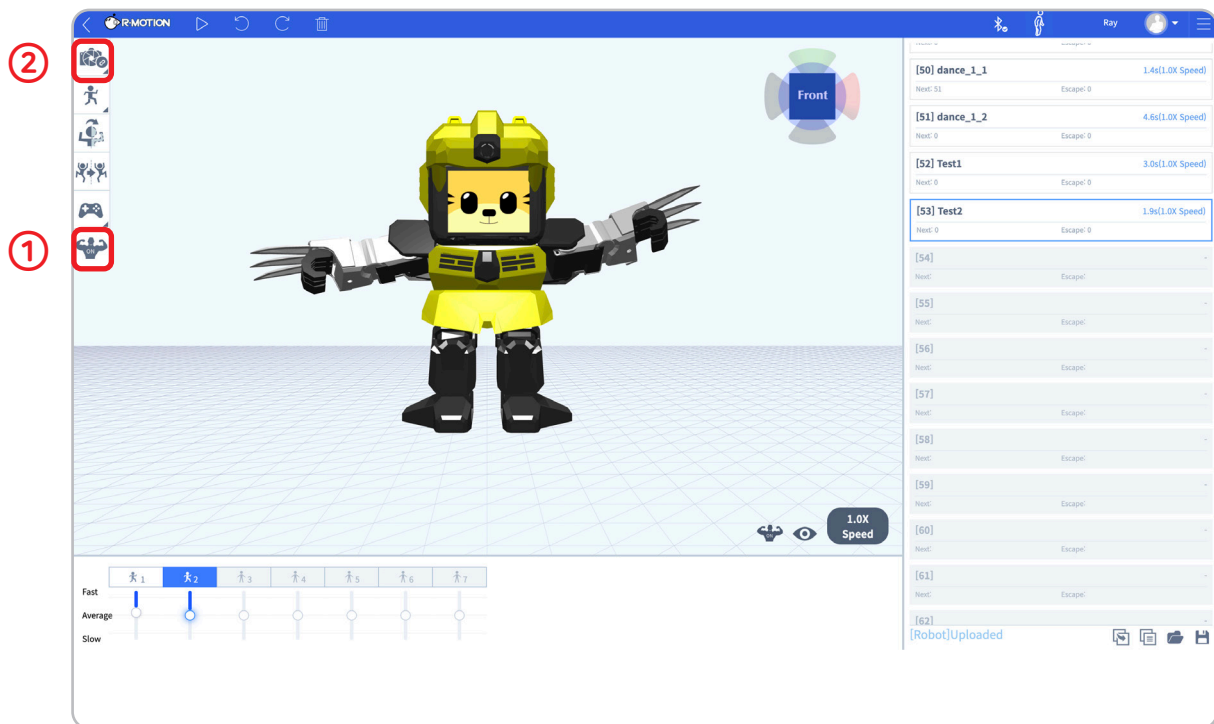 R-MOTION
Ray
②
①
ON
Front
[50] dance_1_1 1.4s(1.0X Speed)
Next: 51 Escape: 0
[51] dance_1_2 4.6s(1.0X Speed)
Next: 0 Escape: 0
[52] Test1 3.0s(1.0X Speed)
Next: 0 Escape: 0
[53] Test2 1.9s(1.0X Speed)
Next: 0 Escape: 0
[54] -
Next: Escape:
[55] -
Next: Escape:
[56] -
Next: Escape:
[57] -
Next: Escape:
[58] -
Next: Escape:
[59] -
Next: Escape:
[60] -
Next: Escape:
[61] -
Next: Escape:
[62] -
[Robot]Uploaded
ON
1.0X
Speed
1 2 3 4 5 6 7
Fast
Average
Slow